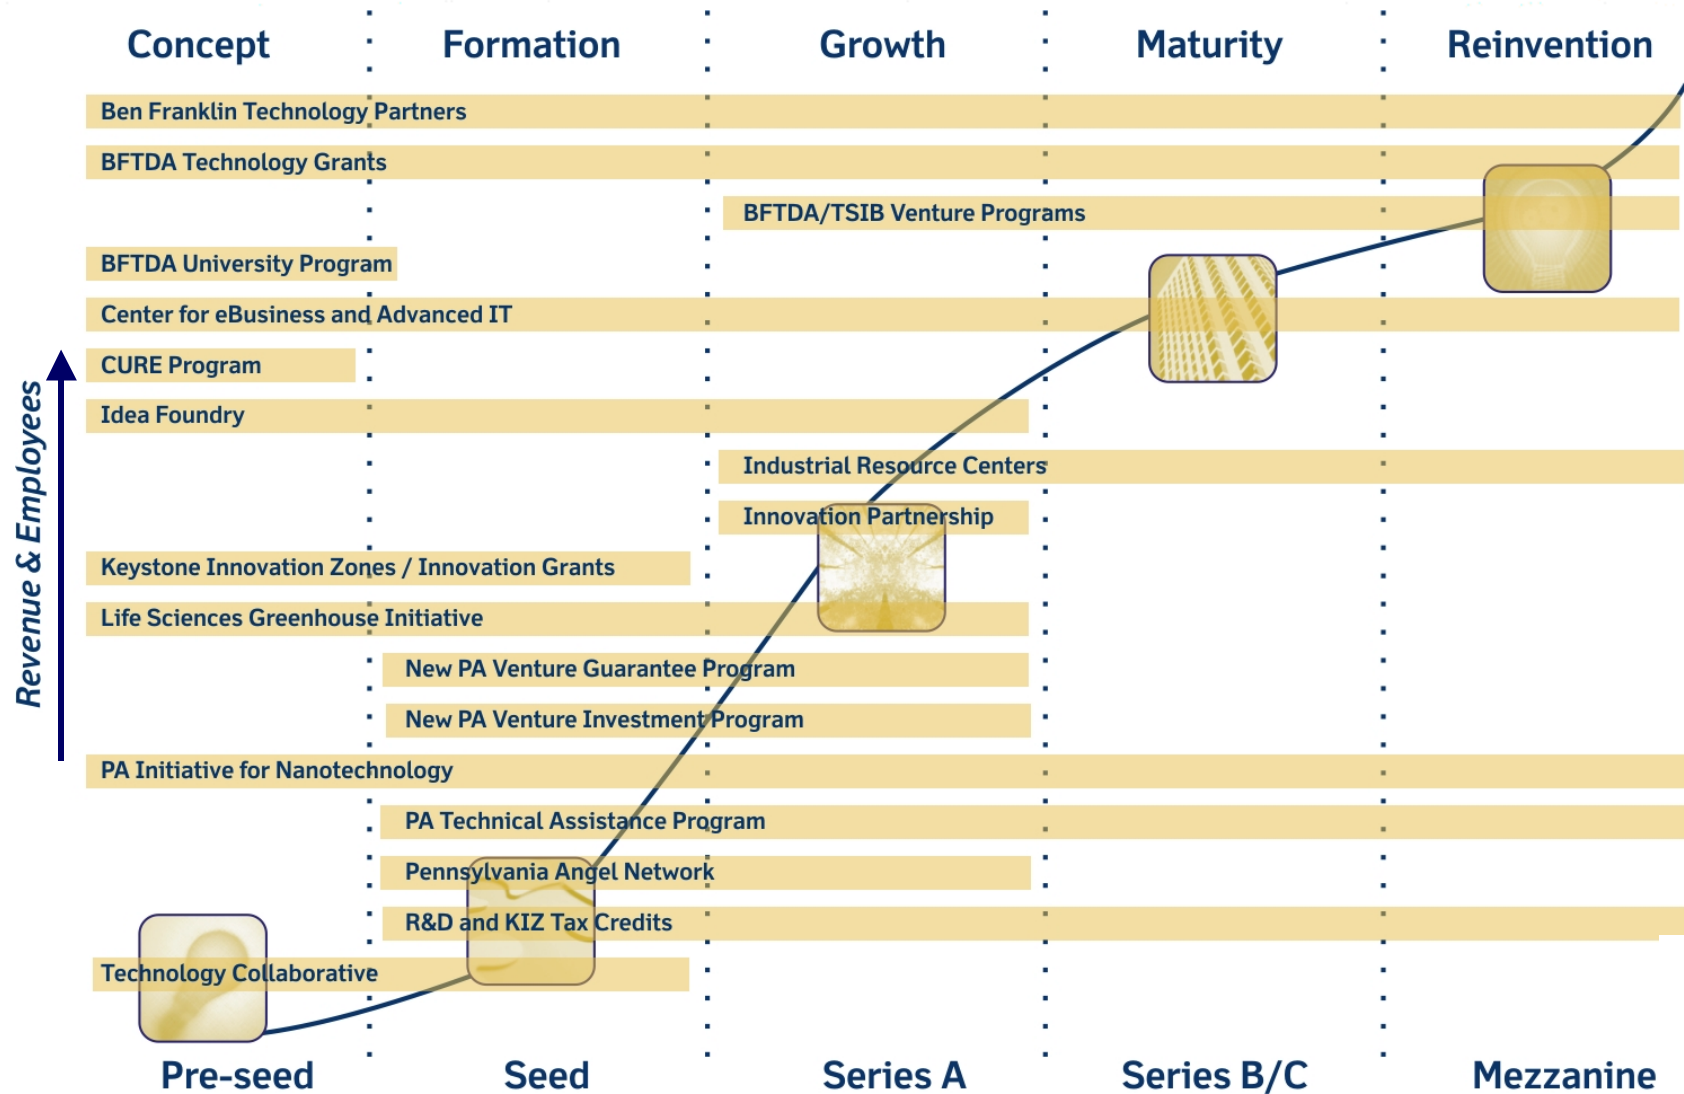 Concept
Formation
Growth
Maturity
Reinvention
Ben Franklin Technology Partners
BFTDA Technology Grants
BFTDA/TSIB Venture Programs
BFTDA University Program
Center for eBusiness and Advanced IT
CURE Program
Idea Foundry
Industrial Resource Centers
Innovation Partnership
Keystone Innovation Zones / Innovation Grants
Life Sciences Greenhouse Initiative
New PA Venture Guarantee Program
New PA Venture Investment Program
PA Initiative for Nanotechnology
PA Technical Assistance Program
Pennsylvania Angel Network
R&D and KIZ Tax Credits
Technology Collaborative
Revenue & Employees
Pre-seed
Seed
Series A
Series B/C
Mezzanine